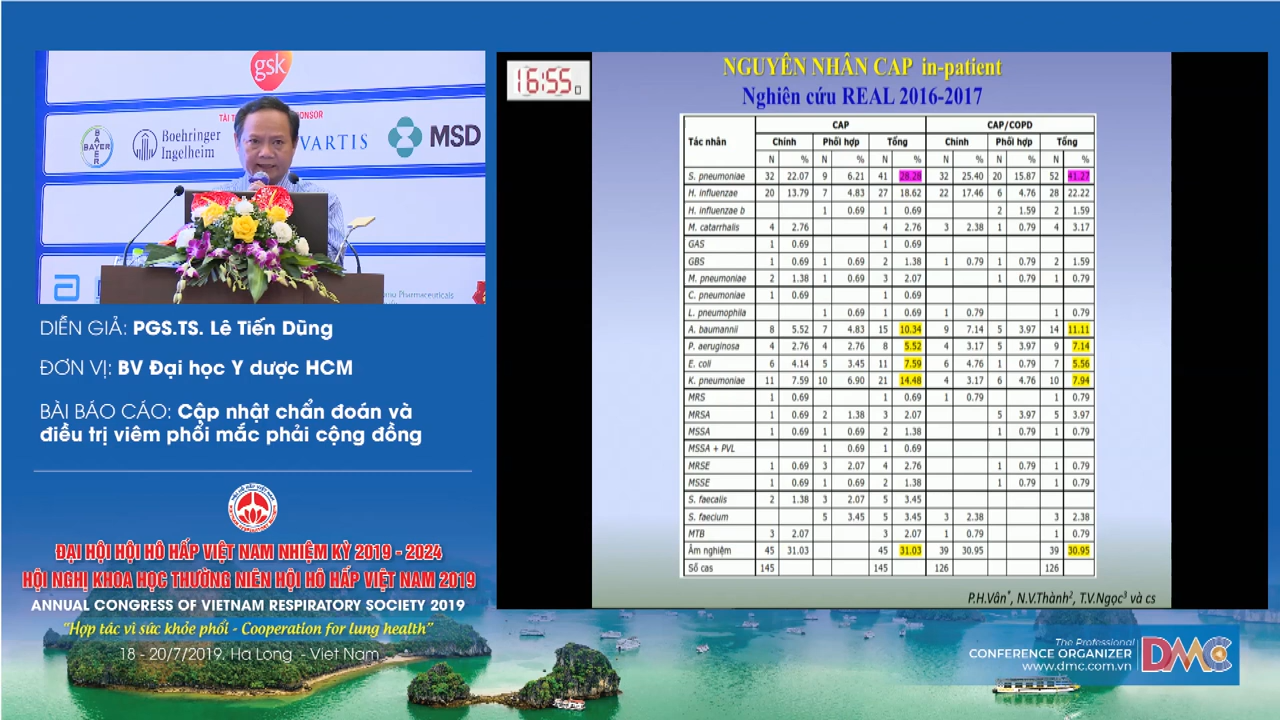 gsk
TÀI T
SOR
BAYER
Boehringer
Ingelheim
VARTIS
MSD
Pharmaceuticals
DIỄN GIẢ: PGS.TS. Lê Tiến Dũng
ĐƠN VỊ: BV Đại học Y dược HCM
BÀI BÁO CÁO: Cập nhật chẩn đoán và
điều trị viêm phổi mắc phải cộng đồng
ĐẠI HỘI HỘI HÔ HẤP VIỆT NAM NHIỆM KỲ 2019 - 2024
HỘI NGHỊ KHOA HỌC THƯỜNG NIÊN HỘI HÔ HẤP VIỆT NAM 2019
ANNUAL CONGRESS OF VIETNAM RESPIRATORY SOCIETY 2019
“Hợp tác vì sức khỏe phổi - Cooperation for lung health”
18 - 20/7/2019. Ha Long - Viet Nam
16:55
NGUYÊN NHÂN CAP in-patient
Nghiên cứu REAL 2016-2017
Tác nhân CAP CAP/COPD
Chính Phối hợp Tổng Chính Phối hợp Tổng
N % N % N % N % N % N %
S. pneumoniae 32 22.07 9 6.21 41 28.28 32 25.40 20 15.87 52 41.27
H. influenzae 20 13.79 7 4.83 27 18.62 22 17.46 6 4.76 28 22.22
H. influenzae b 1 0.69 1 0.69 2 1.59 2 1.59
M. catarrhalis 4 2.76 4 2.76 3 2.38 1 0.79 4 3.17
GAS 1 0.69 1 0.69
GBS 1 0.69 1 0.69 2 1.38 1 0.79 1 0.79 2 1.59
M. pneumoniae 2 1.38 1 0.69 3 2.07 1 0.79 1 0.79
C. pneumoniae 1 0.69 1 0.69
L. pneumophila 1 0.69 1 0.69 1 0.79 1 0.79
A. baumannii 8 5.52 7 4.83 15 10.34 9 7.14 5 3.97 14 11.11
P. aeruginosa 4 2.76 4 2.76 8 5.52 4 3.17 5 3.97 9 7.14
E. coli 6 4.14 5 3.45 11 7.59 6 4.76 1 0.79 7 5.56
K. pneumoniae 11 7.59 10 6.90 21 14.48 4 3.17 6 4.76 10 7.94
MRS 1 0.69 1 0.69 1 0.79 1 0.79
MRSA 1 0.69 2 1.38 3 2.07 5 3.97 5 3.97
MSSA 1 0.69 1 0.69 2 1.38 1 0.79 1 0.79
MSSA + PVL 1 0.69 1 0.69
MRSE 1 0.69 3 2.07 4 2.76 1 0.79 1 0.79
MSSE 1 0.69 1 0.69 2 1.38 1 0.79 1 0.79
S. faecalis 2 1.38 3 2.07 5 3.45
S. faecium 5 3.45 5 3.45 3 2.38 3 2.38
MTB 3 2.07 3 2.07 1 0.79 1 0.79
Âm nghiệm 45 31.03 45 31.03 39 30.95 39 30.95
Số cas 145 145 126 126
P.H.Vân*, N.V.Thành², T.V.Ngọc³ và cs
The Professional
CONFERENCE ORGANIZER
www.dmc.com.vn
DMC